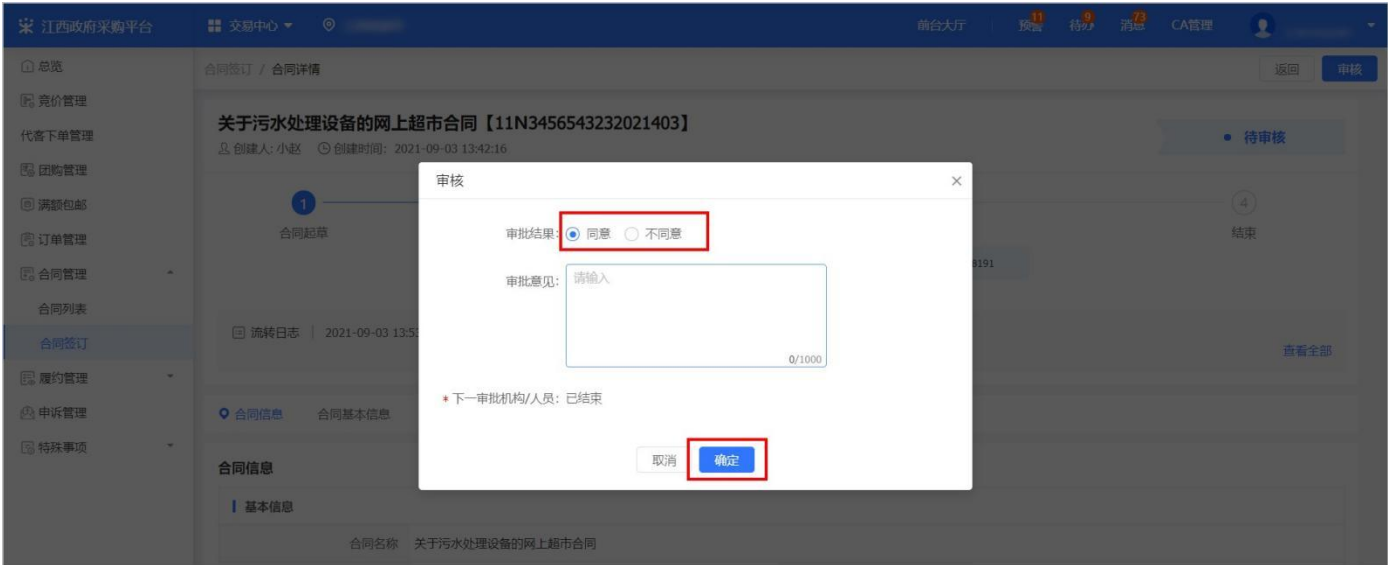 江西政府采购平台 交易中心 前台大厅 预警 11 待办 9 消息 73 CA管理
总览
竞价管理
代客下单管理
团购管理
满额包邮
订单管理
合同管理
合同列表
合同签订
履约管理
申诉管理
特殊事项
合同签订 / 合同详情 返回 审核
关于污水处理设备的网上超市合同【11N3456543232021403】
创建人: 小赵 创建时间: 2021-09-03 13:42:16
待审核
1 4
合同起草 结束
8191
流转日志 2021-09-03 13:53
查看全部
合同信息 合同基本信息
合同信息
基本信息
合同名称 关于污水处理设备的网上超市合同
审核
审批结果: 同意 不同意
审批意见: 请输入
0/1000
* 下一审批机构/人员: 已结束
取消 确定